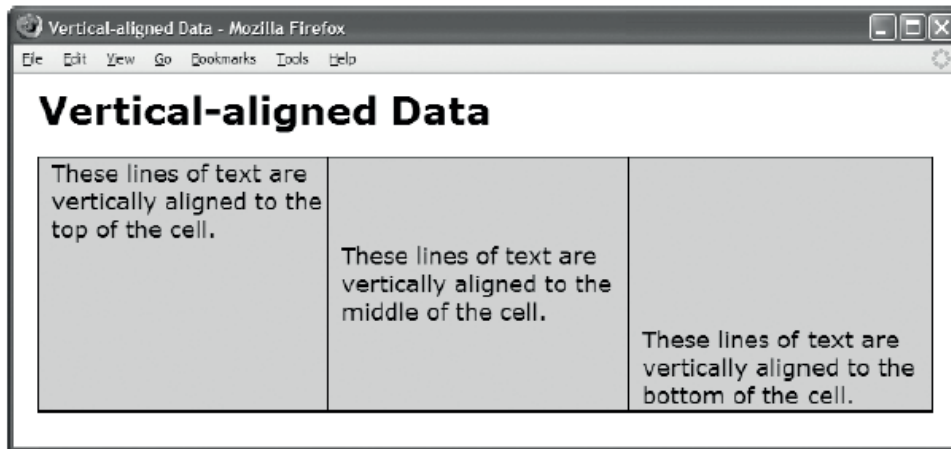 Vertical-aligned Data - Mozilla Firefox
File Edit View Go Bookmarks Tools Help
Vertical-aligned Data
These lines of text are
vertically aligned to the
top of the cell.
These lines of text are
vertically aligned to the
middle of the cell.
These lines of text are
vertically aligned to the
bottom of the cell.